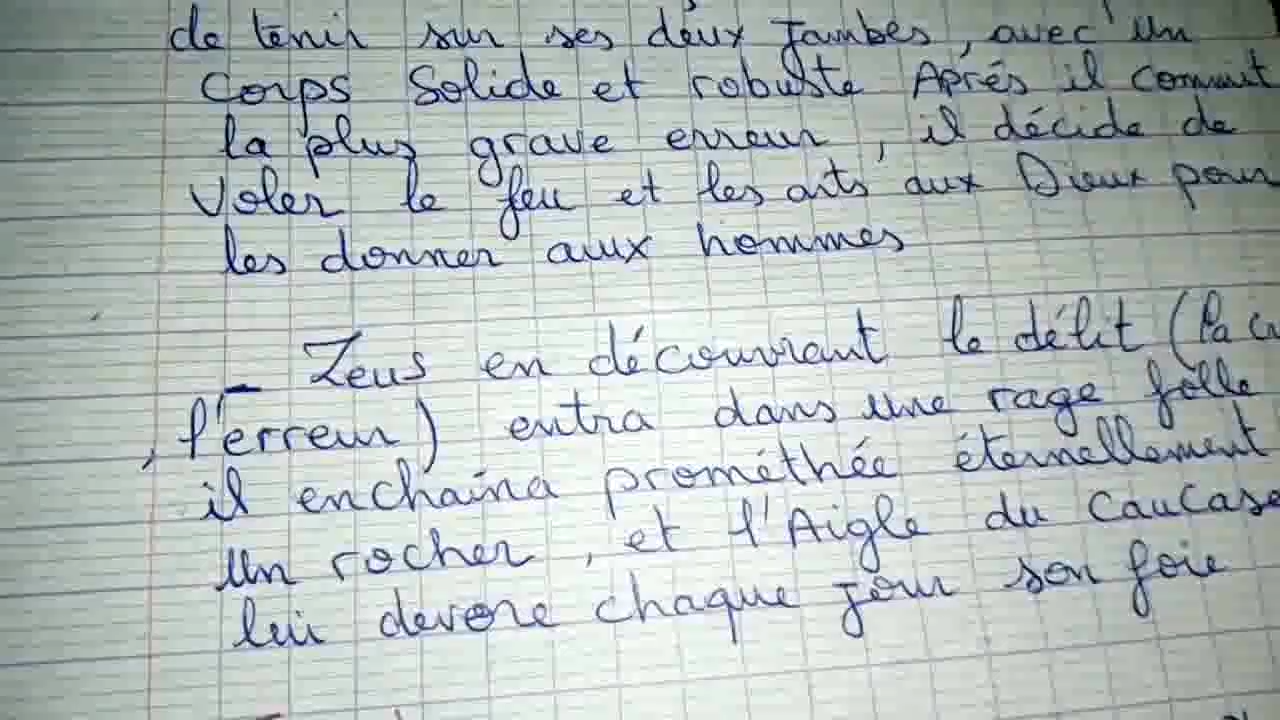 de tenir sur ses deux jambes, avec un
Corps Solide et robuste Aprés il commit
la plus grave erreur, il décide de
Voler le feu et les arts aux Dieux pour
les donner aux hommes
_ Zeus en découvrant le délit (la
, l'erreur) entra dans une rage folle
il enchaina prométhée éternellement
un rocher, et l'Aigle du Caucase
lui devore chaque jour son foie